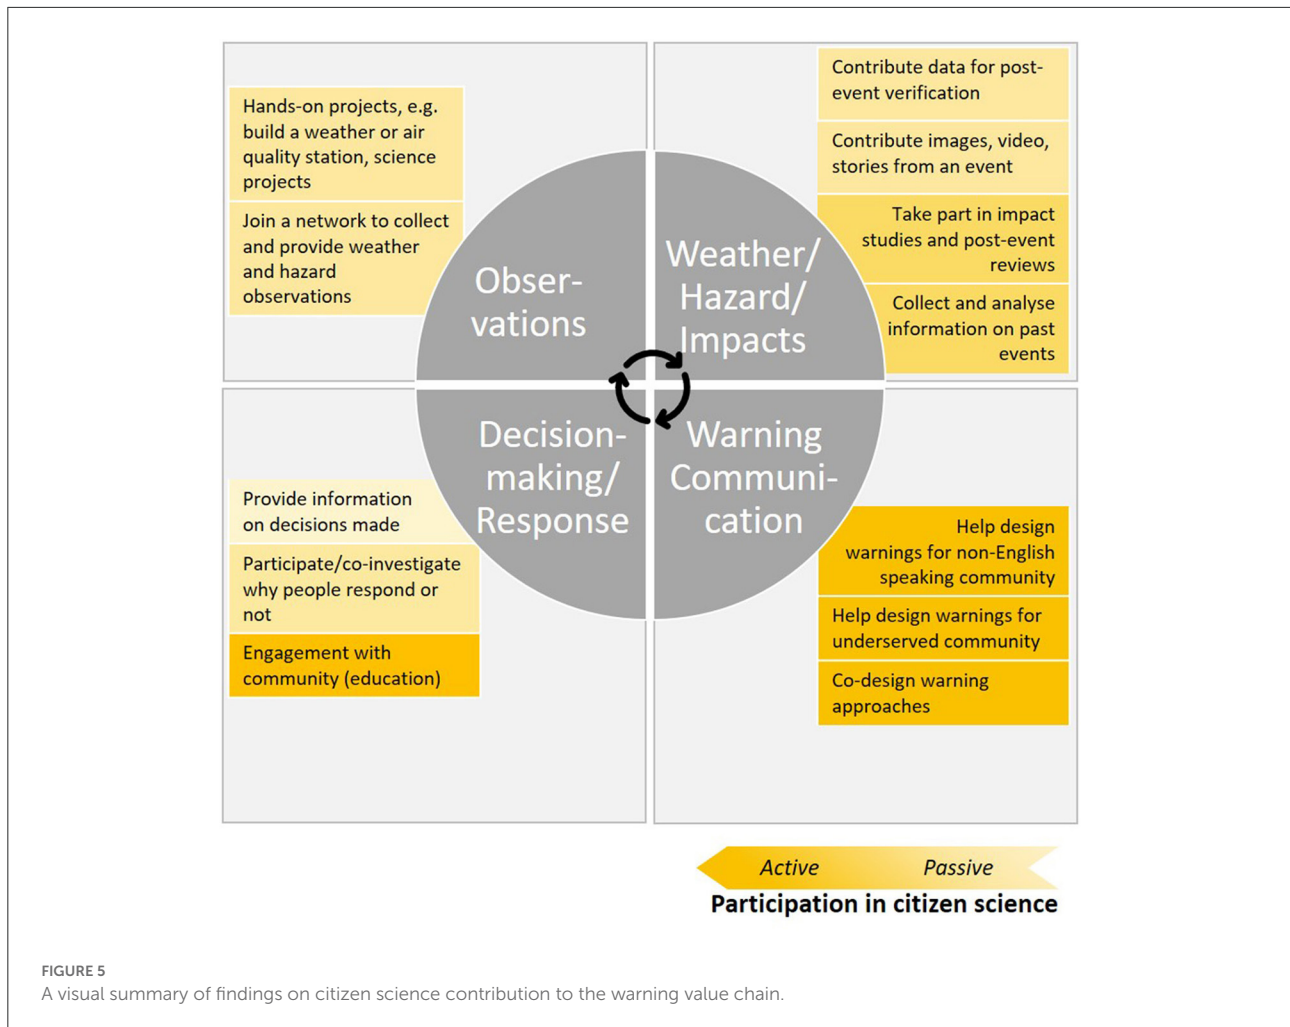 Hands-on projects, e.g.
build a weather or air
quality station, science
projects
Join a network to collect
and provide weather
and hazard
observations
Obser-
vations
Contribute data for post-
event verification
Contribute images, video,
stories from an event
Take part in impact
studies and post-event
reviews
Collect and analyse
information on past
events
Weather/
Hazard/
Impacts
Decision-
making/
Response
Provide information
on decisions made
Participate/co-investigate
why people respond or
not
Engagement with
community (education)
Warning
Communi-
cation
Help design
warnings for non-English
speaking community
Help design warnings for
underserved community
Co-design warning
approaches
Active Passive
Participation in citizen science
FIGURE 5
A visual summary of findings on citizen science contribution to the warning value chain.